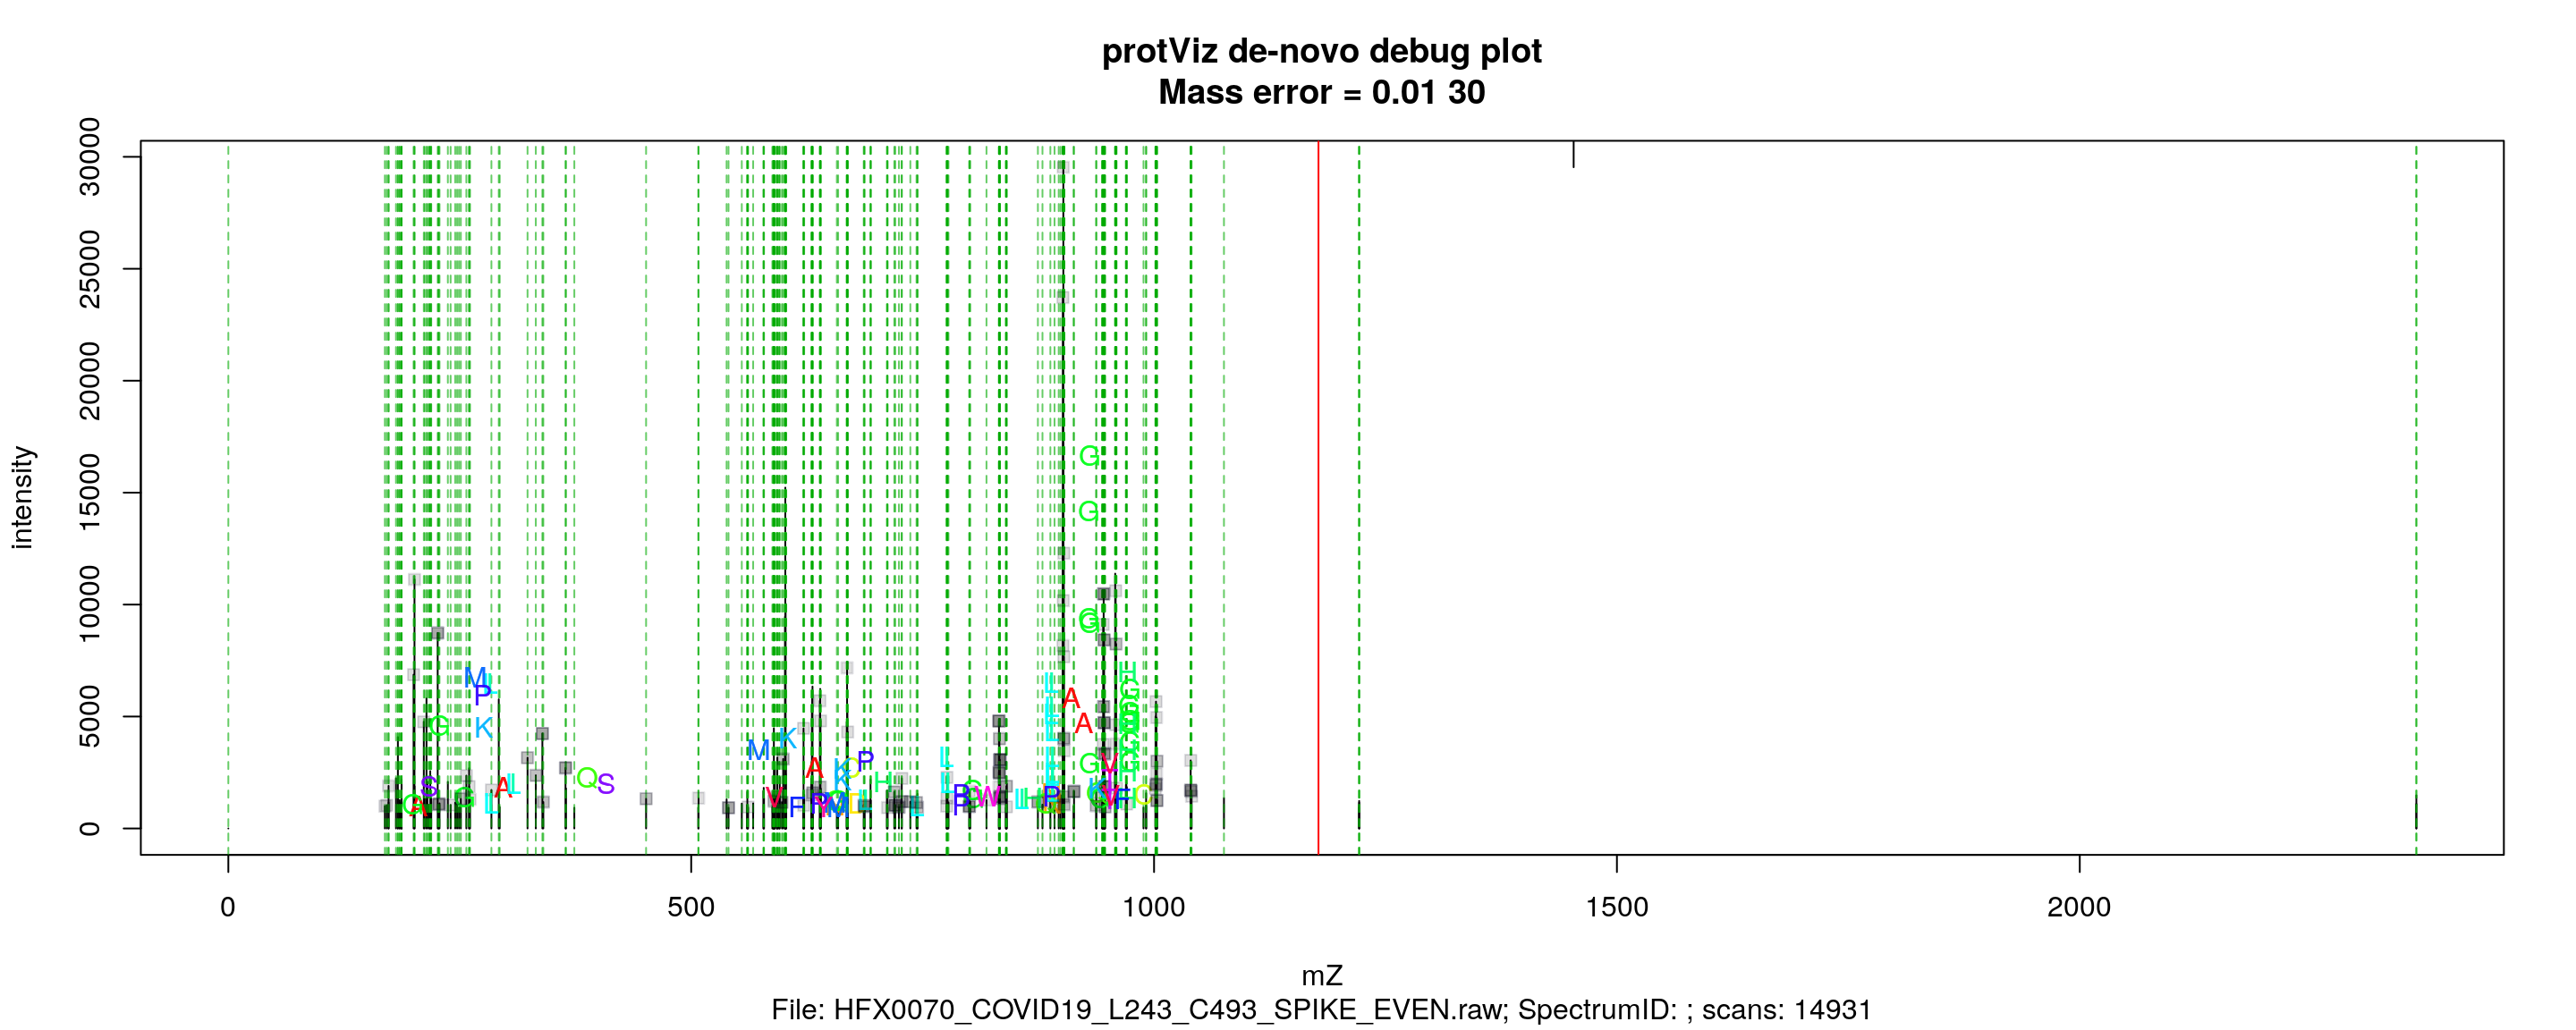 protViz de-novo debug plot
Mass error = 0.01 30
intensity
30000
25000
20000
15000
10000
5000
0
G
G
G
G
M
L
P
G
K
A
A
M
K
A
P
Q
S
S
A
L
L
G
G
A
V
F
K
K
H
L
L
P
P
G
W
L
L
P
G
V
0 500 1000 1500 2000
mZ
File: HFX0070_COVID19_L243_C493_SPIKE_EVEN.raw; SpectrumID: ; scans: 14931